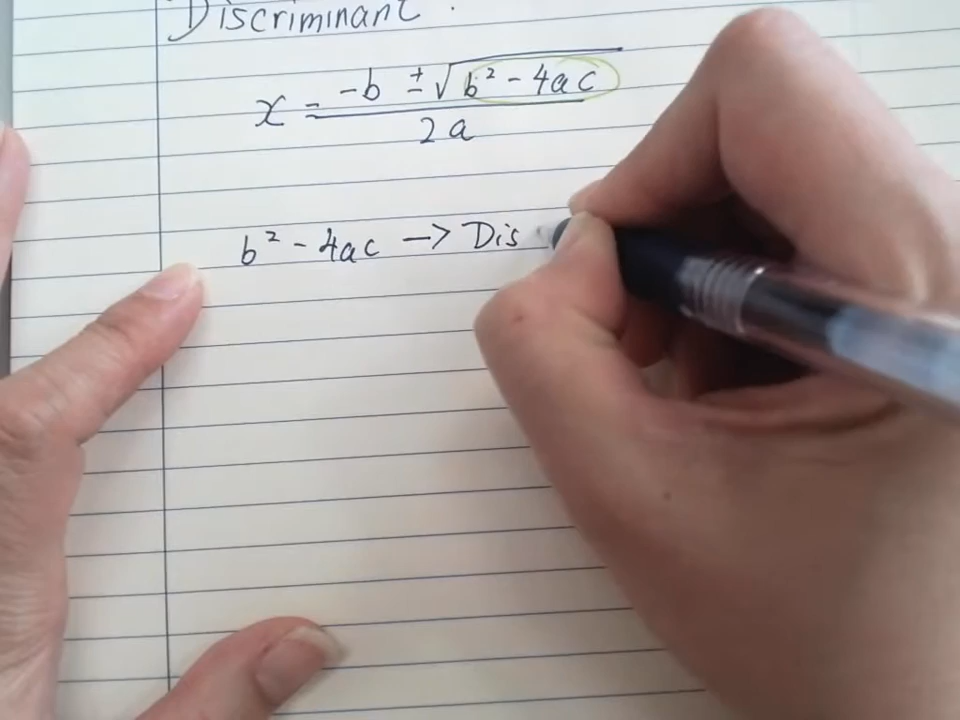 Discriminant.
x = -b ± √b² - 4ac
2a
b² - 4ac → Dis